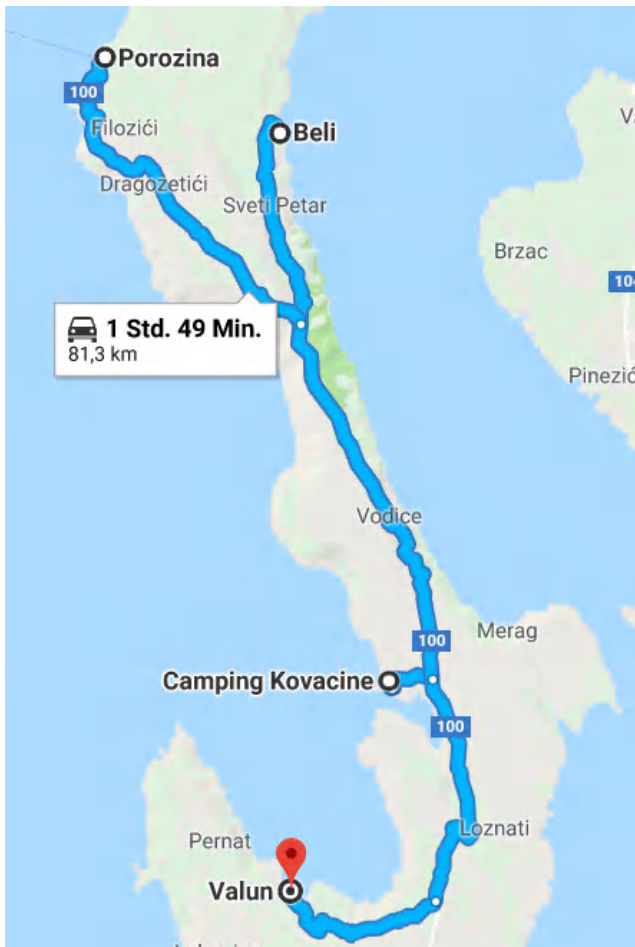 Porozina
100
Filozići
Beli
Dragozetići
Sveti Petar
Brzac
1 Std. 49 Min.
81,3 km
Pinezić
Vodice
100
Merag
Camping Kovacine
100
Loznati
Pernat
Valun